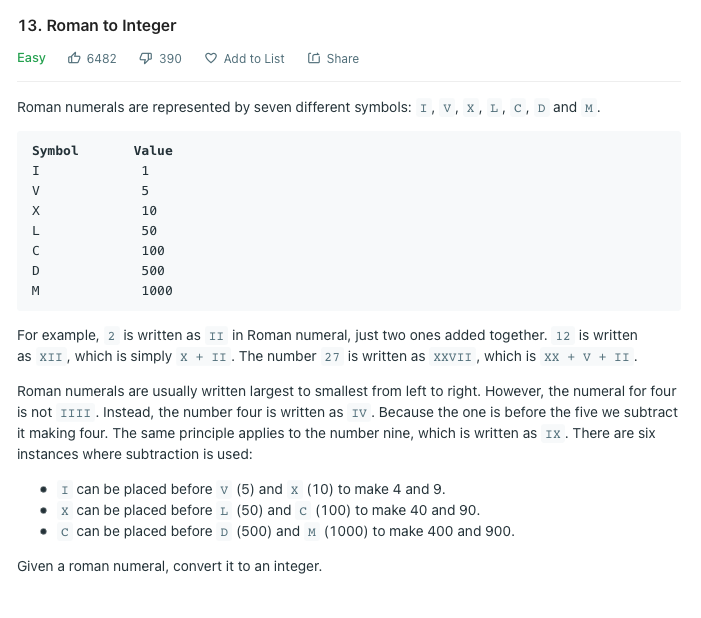 13. Roman to Integer
Easy 6482 390 Add to List Share
Roman numerals are represented by seven different symbols: I, V, X, L, C, D and M.
Symbol Value
I 1
V 5
X 10
L 50
C 100
D 500
M 1000
For example, 2 is written as II in Roman numeral, just two ones added together. 12 is written
as XII, which is simply X + II. The number 27 is written as XXVII, which is XX + V + II.
Roman numerals are usually written largest to smallest from left to right. However, the numeral for four
is not IIII. Instead, the number four is written as IV. Because the one is before the five we subtract
it making four. The same principle applies to the number nine, which is written as IX. There are six
instances where subtraction is used:
• I can be placed before V (5) and X (10) to make 4 and 9.
• X can be placed before L (50) and C (100) to make 40 and 90.
• C can be placed before D (500) and M (1000) to make 400 and 900.
Given a roman numeral, convert it to an integer.